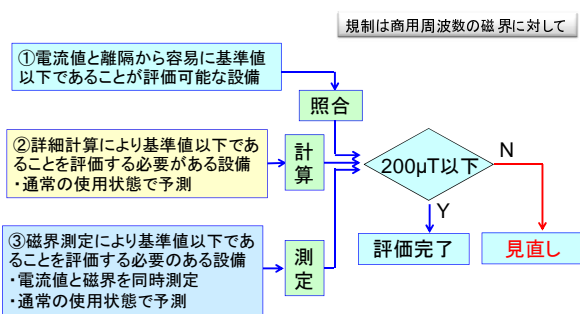 規制は商用周波数の磁界に対して
①電流値と離隔から容易に基準値
以下であることが評価可能な設備
照合
②詳細計算により基準値以下であ
ることを評価する必要がある設備
・通常の使用状態で予測
計
算
200μT以下
N
Y
③磁界測定により基準値以下であ
ることを評価する必要のある設備
・電流値と磁界を同時測定
・通常の使用状態で予測
測
定
評価完了
見直し